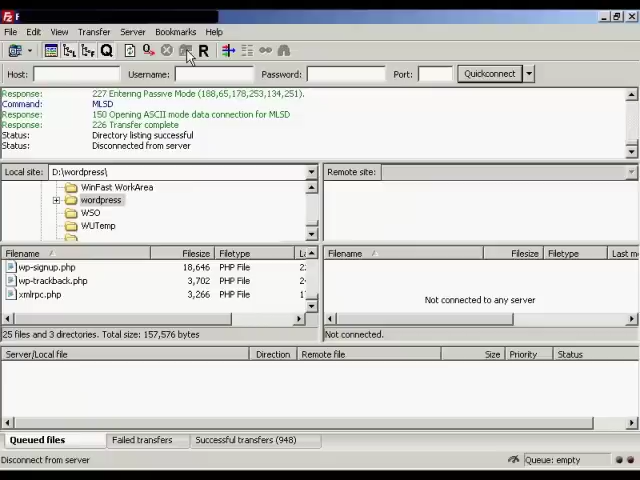 File Edit View Transfer Server Bookmarks Help
R
Host: Username: Password: Port: Quickconnect
Response: 227 Entering Passive Mode (188,65,178,253,134,251).
Command: MLSD
Response: 150 Opening ASCII mode data connection for MLSD
Response: 226 Transfer complete
Status: Directory listing successful
Status: Disconnected from server
Local site: D:\wordpress\ Remote site:
WinFast WorkArea
wordpress
WSO
WUTemp
Filename Filesize Filetype Filename Filesize Filetype Last m
wp-signup.php 18,646 PHP File
wp-trackback.php 3,702 PHP File
xmlrpc.php 3,266 PHP File
Not connected to any server
25 files and 3 directories. Total size: 157,576 bytes Not connected.
Server/Local file Direction Remote file Size Priority Status
Queued files Failed transfers Successful transfers (948)
Disconnect from server Queue: empty